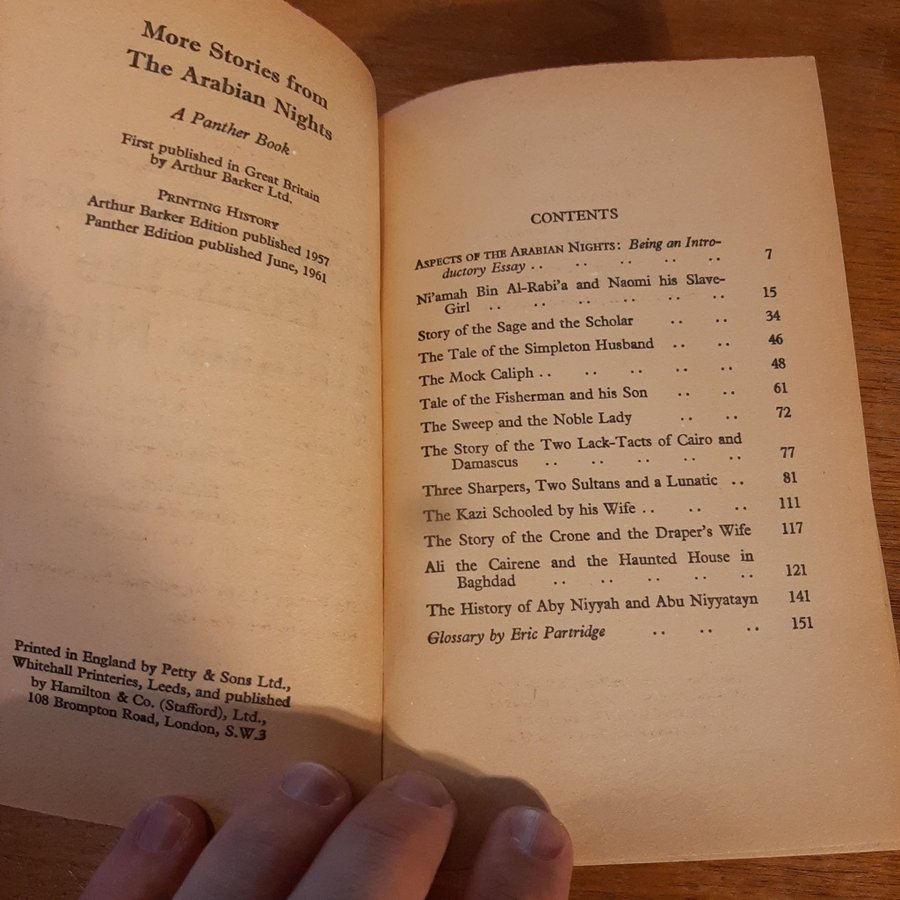 More Stories from
The Arabian Nights
A Panther Book
First published in Great Britain
by Arthur Barker Ltd.
PRINTING HISTORY
Arthur Barker Edition published 1957
Panther Edition published June, 1961
Printed in England by Petty & Sons Ltd.,
Whitehall Printeries, Leeds, and published
by Hamilton & Co. (Stafford), Ltd.,
108 Brompton Road, London, S.W.3
CONTENTS
ASPECTS OF THE ARABIAN NIGHTS: Being an Intro-
ductory Essay .. .. .. .. .. 7
Ni'amah Bin Al-Rabi'a and Naomi his Slave-
Girl .. .. .. .. .. .. 15
Story of the Sage and the Scholar .. .. 34
The Tale of the Simpleton Husband .. .. 46
The Mock Caliph .. .. .. .. .. 48
Tale of the Fisherman and his Son .. .. 61
The Sweep and the Noble Lady .. .. 72
The Story of the Two Lack-Tacts of Cairo and
Damascus .. .. .. .. .. 77
Three Sharpers, Two Sultans and a Lunatic .. 81
The Kazi Schooled by his Wife .. .. .. 111
The Story of the Crone and the Draper's Wife 117
Ali the Cairene and the Haunted House in
Baghdad .. .. .. .. .. 121
The History of Aby Niyyah and Abu Niyyatayn 141
Glossary by Eric Partridge .. .. .. 151